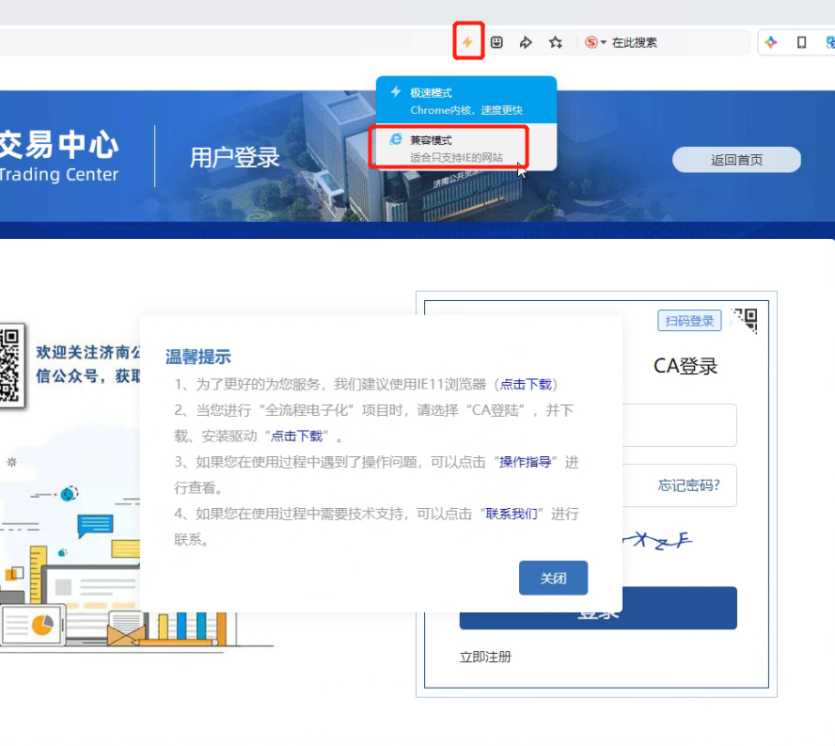 在此搜索
极速模式
Chrome内核，速度更快
兼容模式
适合只支持IE的网站
交易中心
Trading Center
用户登录
返回首页
济南公共资
欢迎关注济南公
信公众号，获取
温馨提示
1、为了更好的为您服务，我们建议使用IE11浏览器（点击下载）
2、当您进行“全流程电子化”项目时，请选择“CA登陆”，并下
载、安装驱动“点击下载”。
3、如果您在使用过程中遇到了操作问题，可以点击“操作指导”进
行查看。
4、如果您在使用过程中需要技术支持，可以点击“联系我们”进行
联系。
关闭
扫码登录
CA登录
忘记密码?
登录
立即注册